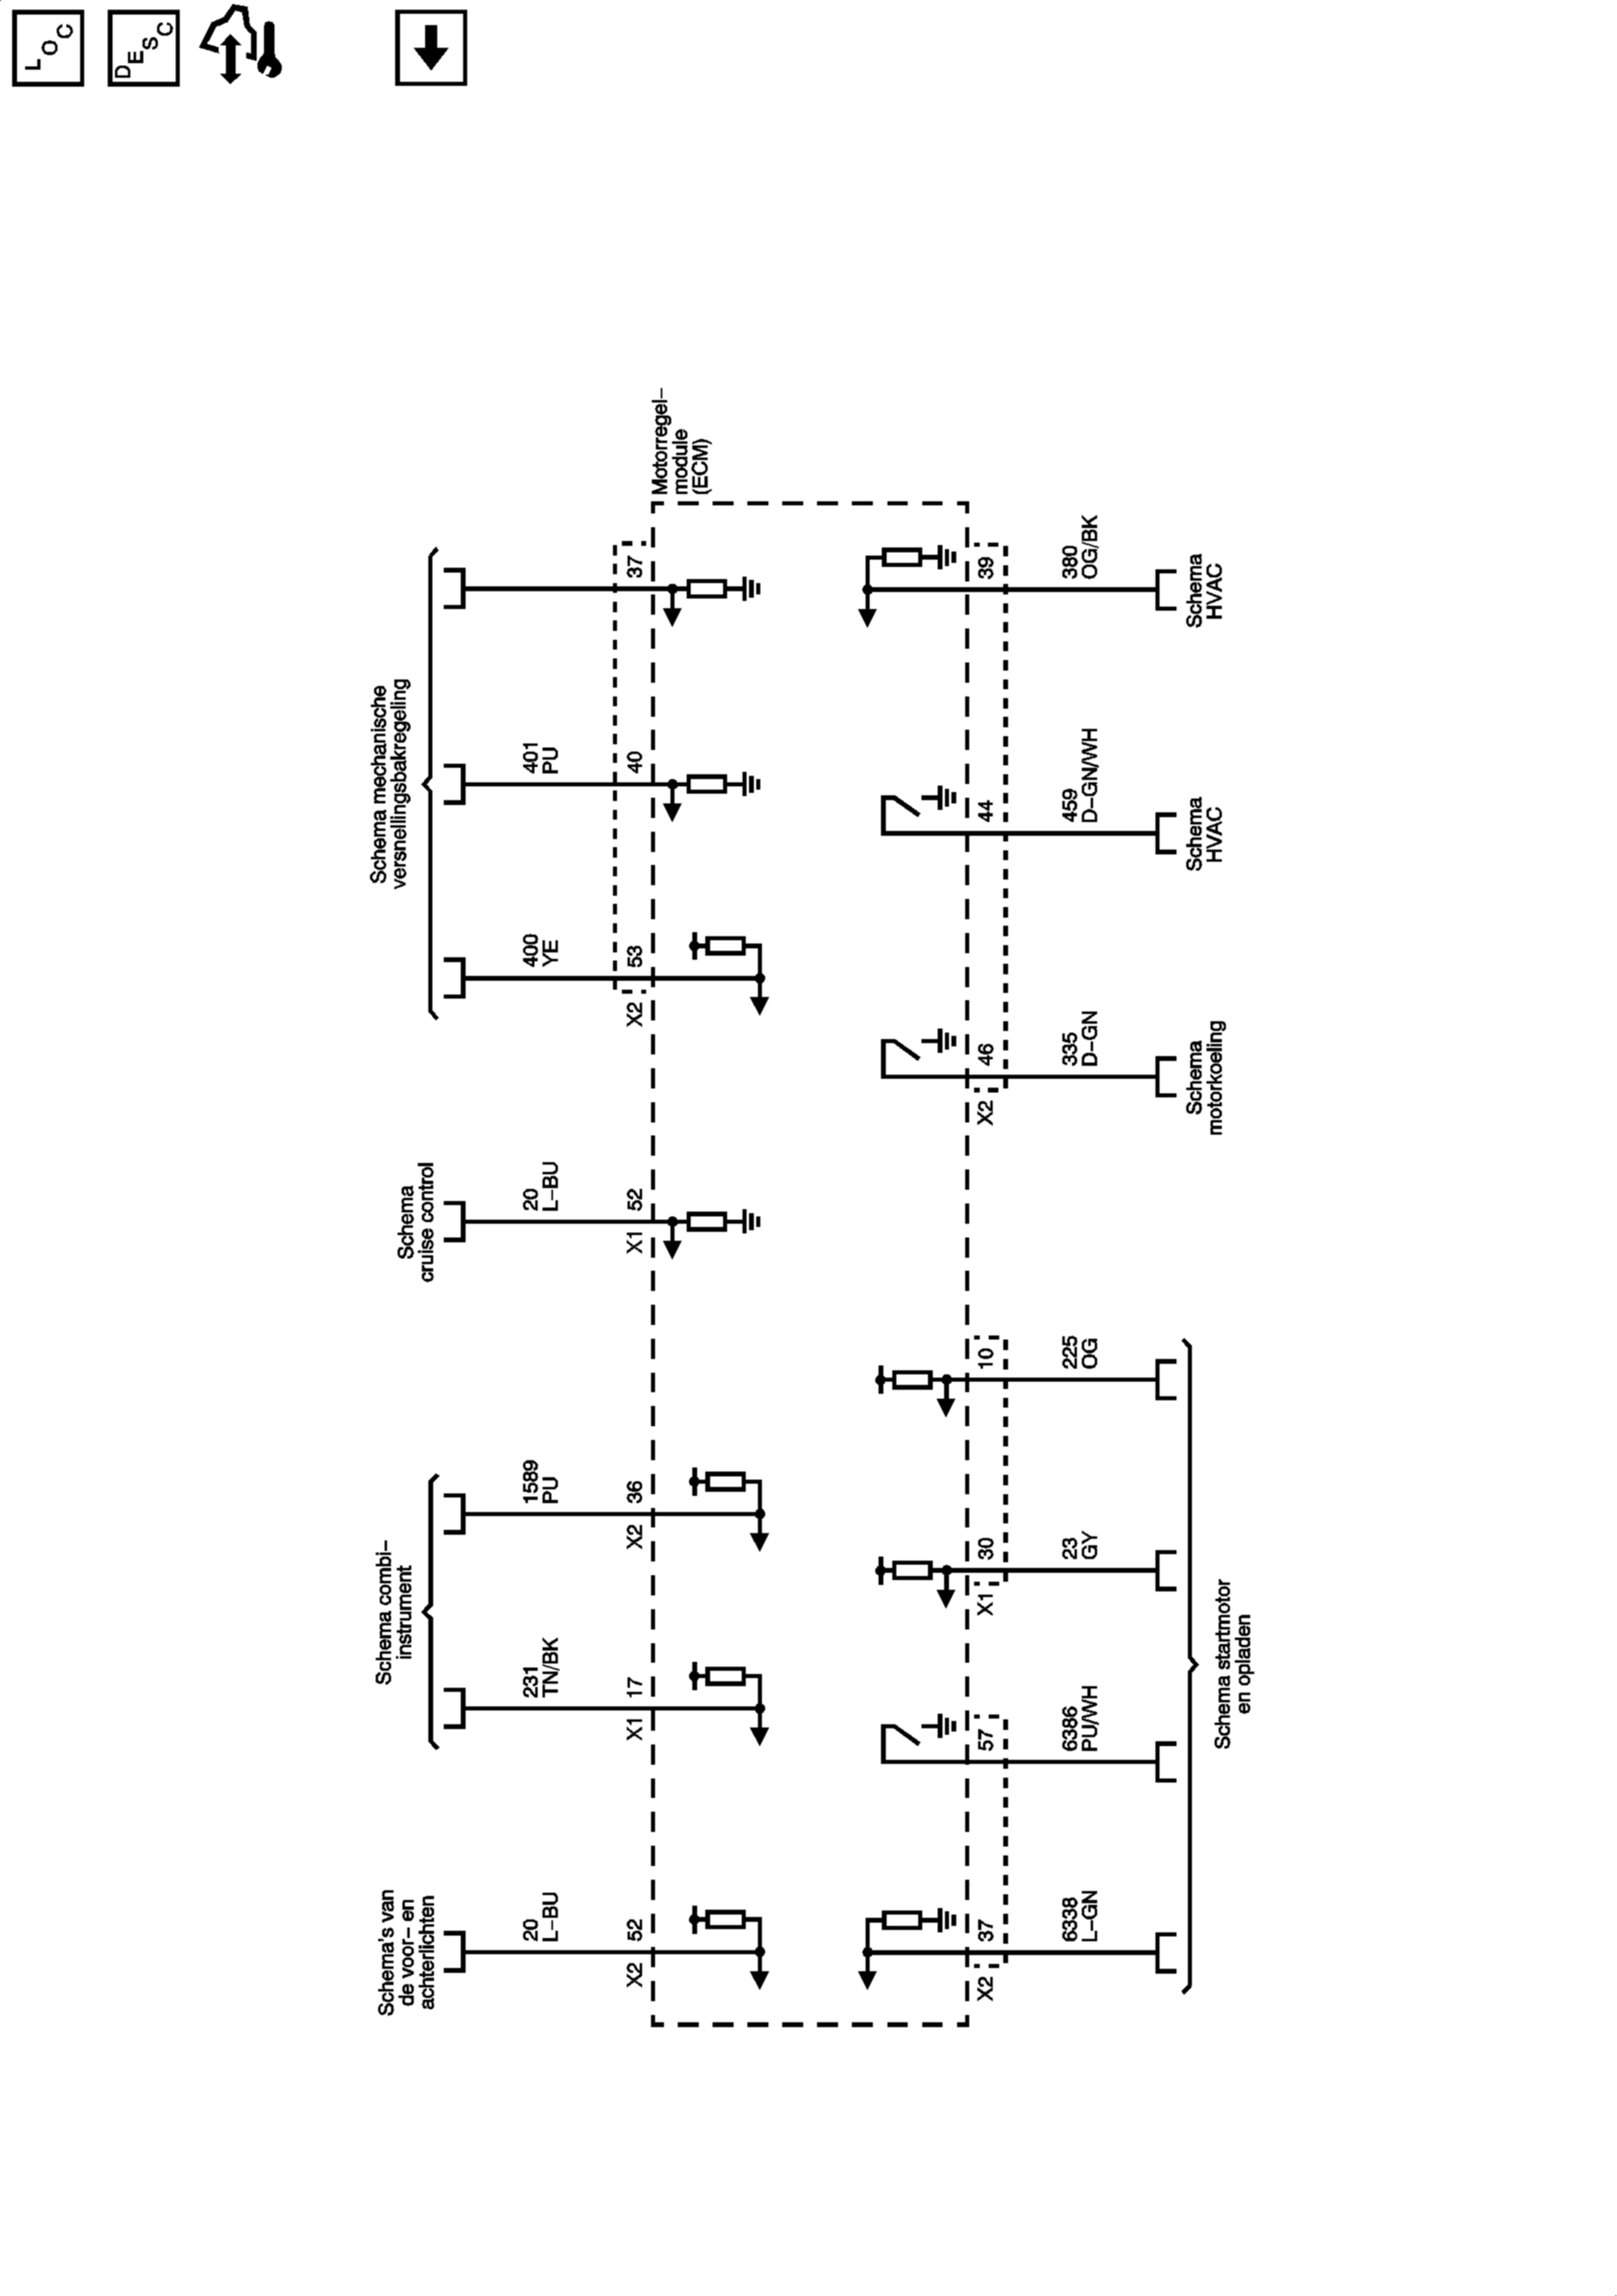 LOC
DESC
Schema's van
de voor– en
achterlichten
Schema combi–
instrument
Schema
cruise control
Schema mechanische
versnellingsbakregeling
20
L–BU
231
TN/BK
1589
PU
20
L–BU
400
YE
401
PU
X2 52
X1 17
X2 36
X1 52
X2 53
40
37
Motorregel–
module
(ECM)
X2 37
57
X1 30
10
X2 46
44
39
6338
L–GN
6386
PU/WH
23
GY
225
OG
335
D–GN
459
D–GN/WH
380
OG/BK
Schema startmotor
en opladen
Schema
motorkoeling
Schema
HVAC
Schema
HVAC